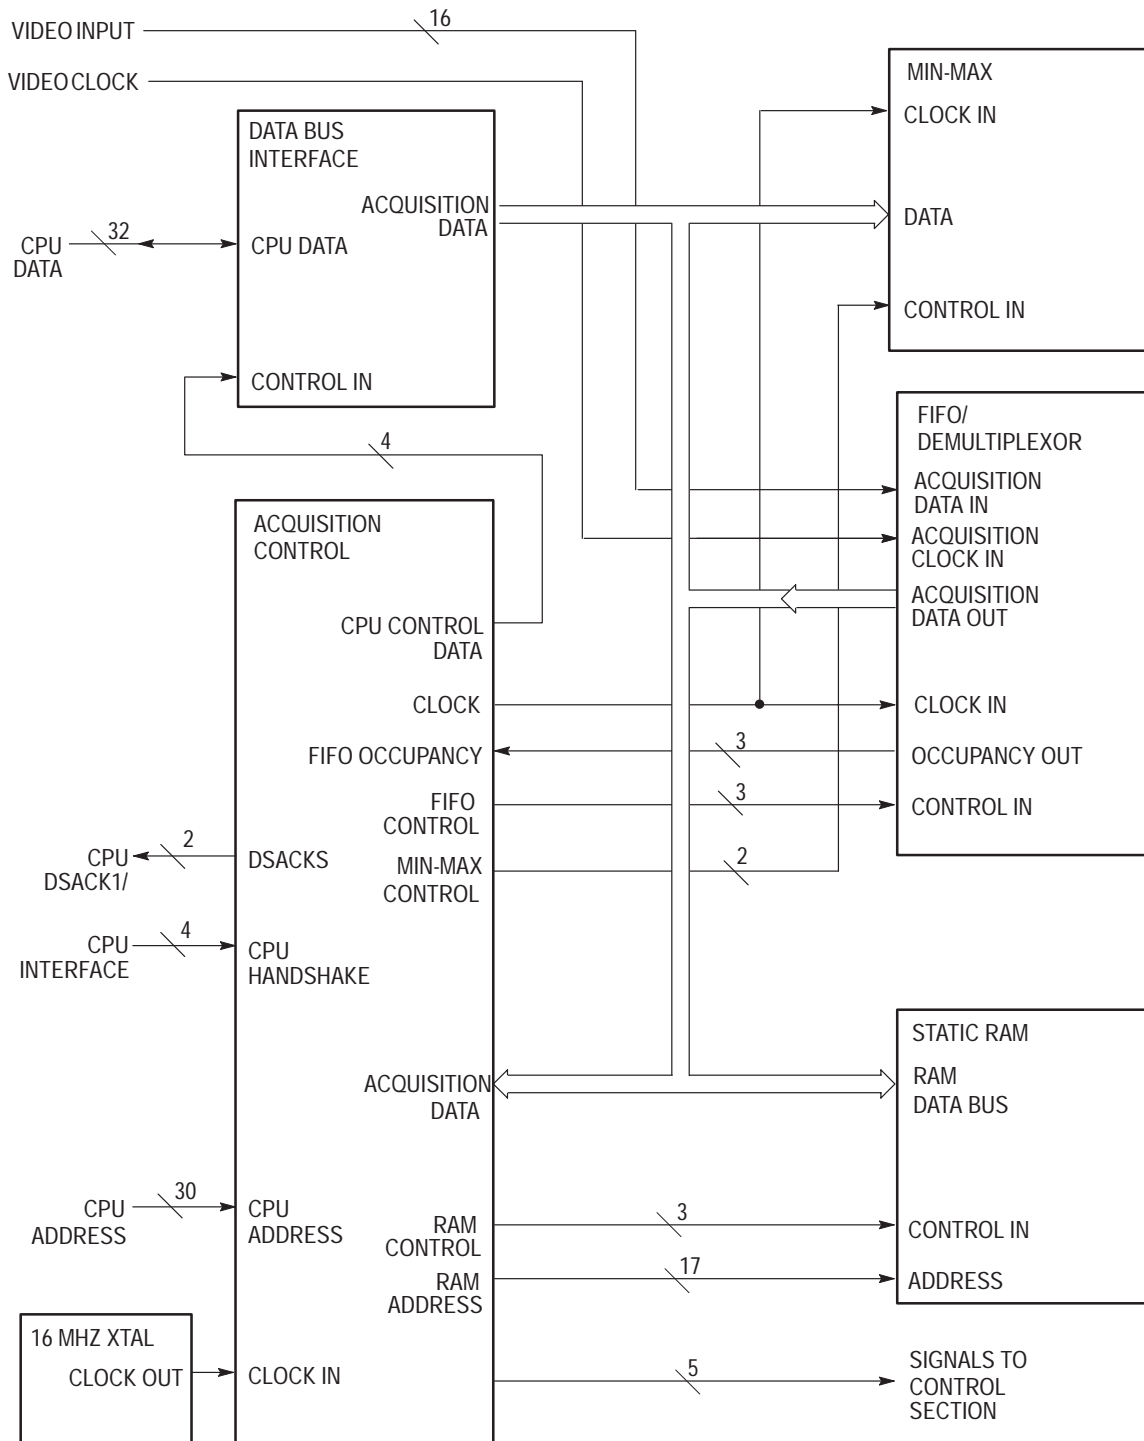 VIDEO INPUT
16
VIDEO CLOCK
MIN-MAX
CLOCK IN
DATA
CONTROL IN
DATA BUS
INTERFACE
ACQUISITION
DATA
CPU DATA
CONTROL IN
32
CPU
DATA
4
FIFO/
DEMULTIPLEXOR
ACQUISITION
DATA IN
ACQUISITION
CLOCK IN
ACQUISITION
DATA OUT
CLOCK IN
OCCUPANCY OUT
CONTROL IN
ACQUISITION
CONTROL
CPU CONTROL
DATA
CLOCK
FIFO OCCUPANCY
3
FIFO
CONTROL
3
MIN-MAX
CONTROL
2
CPU
DSACK1/
2
DSACKS
CPU
INTERFACE
4
CPU
HANDSHAKE
ACQUISITION
DATA
STATIC RAM
RAM
DATA BUS
CONTROL IN
ADDRESS
CPU
ADDRESS
30
CPU
ADDRESS
RAM
CONTROL
3
RAM
ADDRESS
17
16 MHZ XTAL
CLOCK OUT
CLOCK IN
5
SIGNALS TO
CONTROL
SECTION